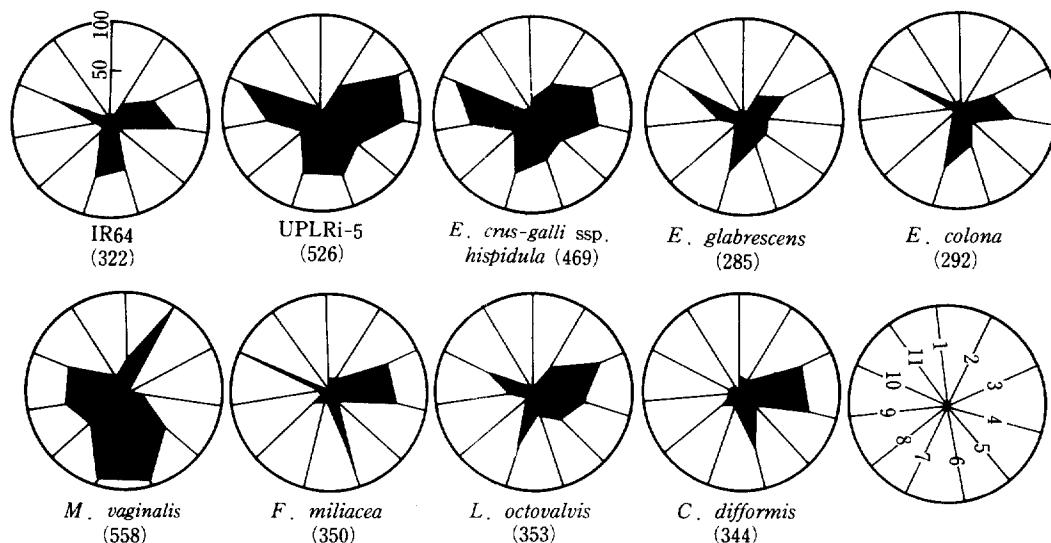 100
50
IR64
(322)
UPLRi-5
(526)
E. crus-galli ssp.
hispidula (469)
E. glabrescens
(285)
E. colona
(292)
M. vaginalis
(558)
F. miliacea
(350)
L. octovalvis
(353)
C. difformis
(344)
1
2
3
4
5
6
7
8
9
10
11